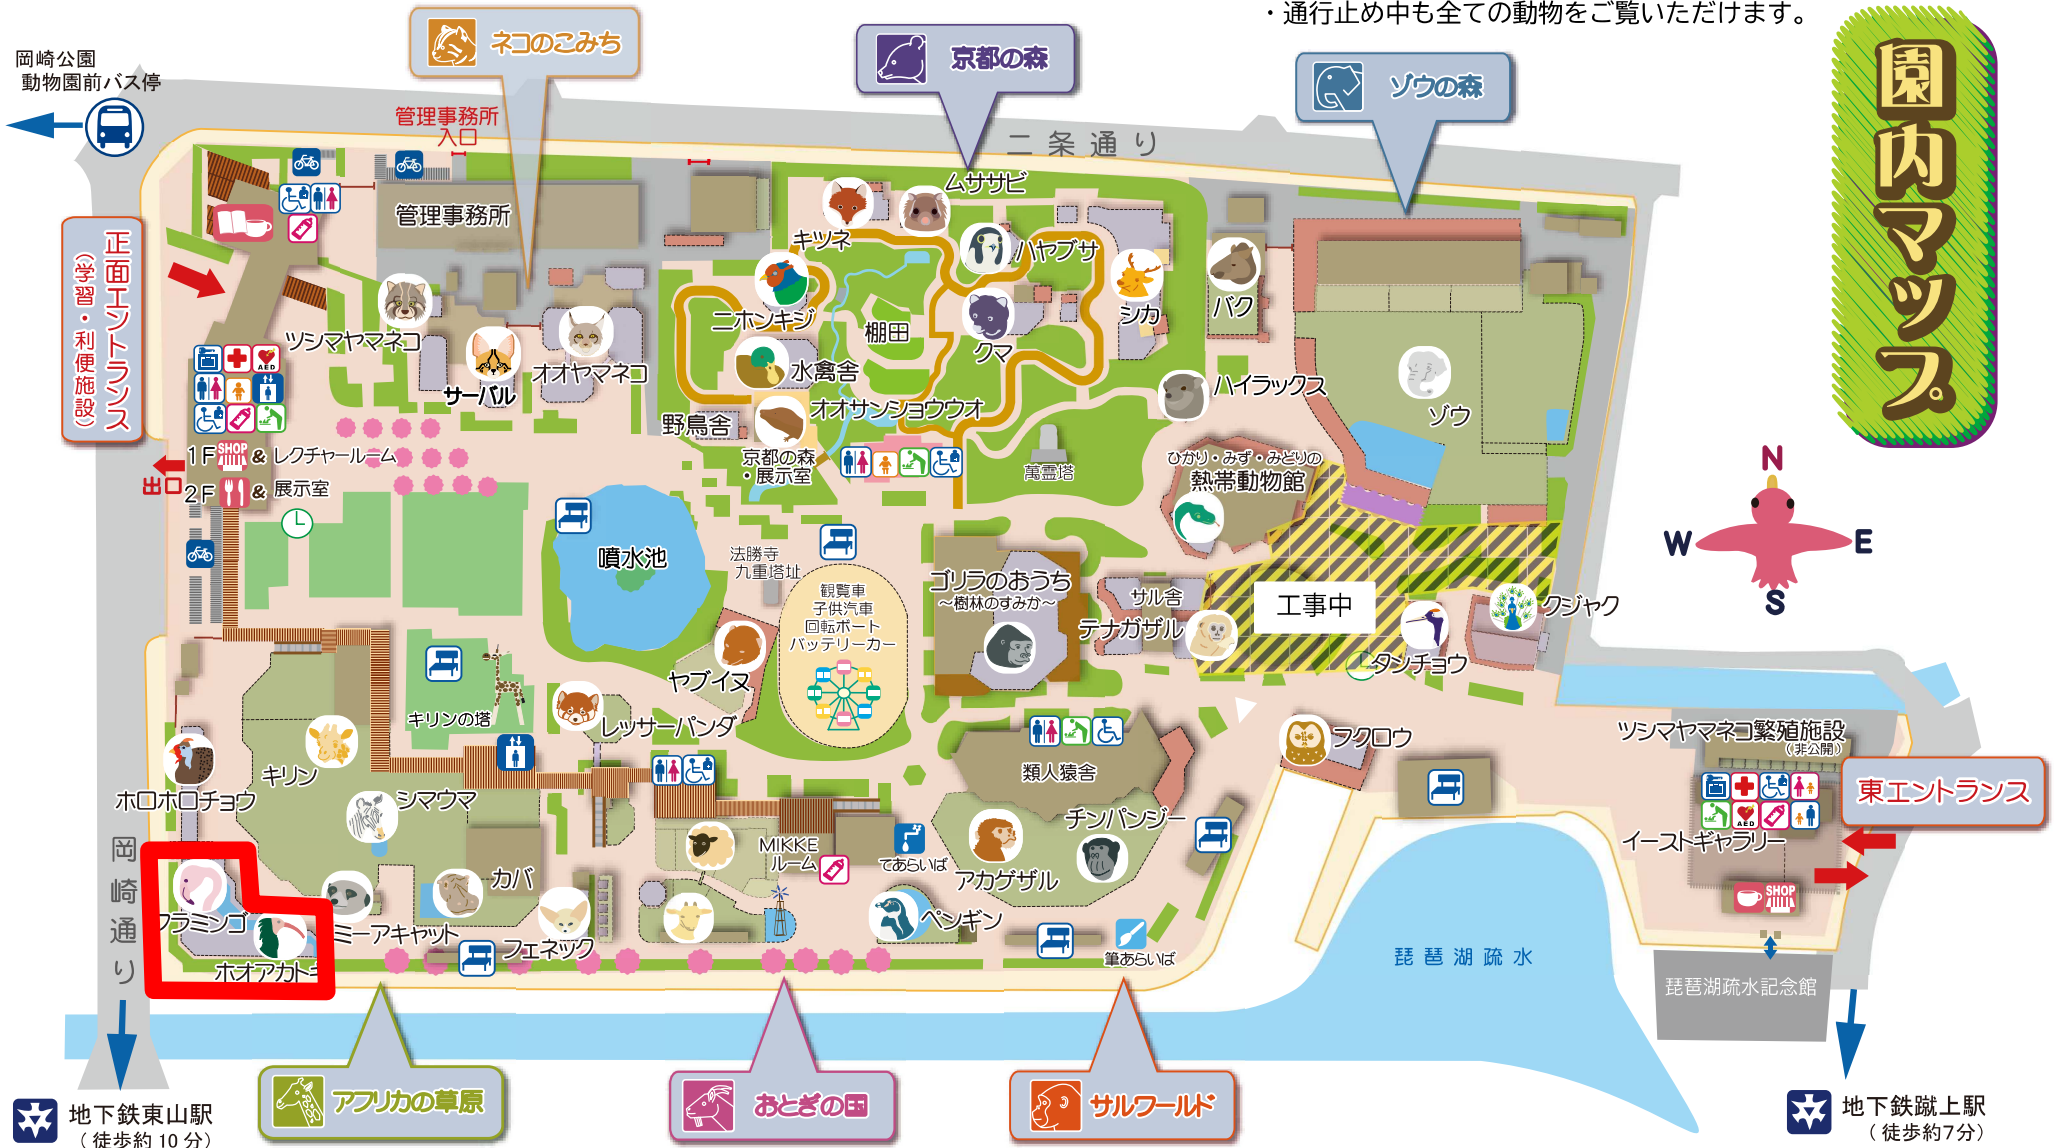 ・通行止め中も全ての動物をご覧いただけます。
園内マップ
岡崎公園
動物園前バス停
ネコのこみち
京都の森
ゾウの森
管理事務所
入口
二条通り
正面エントランス
（学習・利便施設）
管理事務所
ムササビ
キツネ
ハヤブサ
シカ
バク
ツシマヤマネコ
サーバル
オオヤマネコ
ニホンキジ
棚田
クマ
水禽舎
ハイラックス
オオサンショウウオ
野鳥舎
京都の森
・展示室
萬霊塔
ゾウ
ひかり・みず・みどりの
熱帯動物館
AED
1F SHOP & レクチャールーム
出口
2F & 展示室
噴水池
法勝寺
九重塔址
観覧車
子供汽車
回転ボート
バッテリーカー
ゴリラのおうち
～樹林のすみか～
サル舎
テナガザル
工事中
タンチョウ
クジャク
N
W
E
S
ヤブイヌ
キリンの塔
レッサーパンダ
キリン
シマウマ
ホロホロチョウ
類人猿舎
フクロウ
チンパンジー
アカゲザル
MIKKE
ルーム
てあらいば
ペンギン
カバ
フラミンゴ
ミーアキャット
フェネック
ホオアカトキ
筆あらいば
岡崎通り
ツシマヤマネコ繁殖施設
（非公開）
東エントランス
AED
イーストギャラリー
SHOP
琵琶湖疏水
琵琶湖疏水記念館
アフリカの草原
おとぎの国
サルワールド
地下鉄東山駅
（徒歩約10分）
地下鉄蹴上駅
（徒歩約7分）